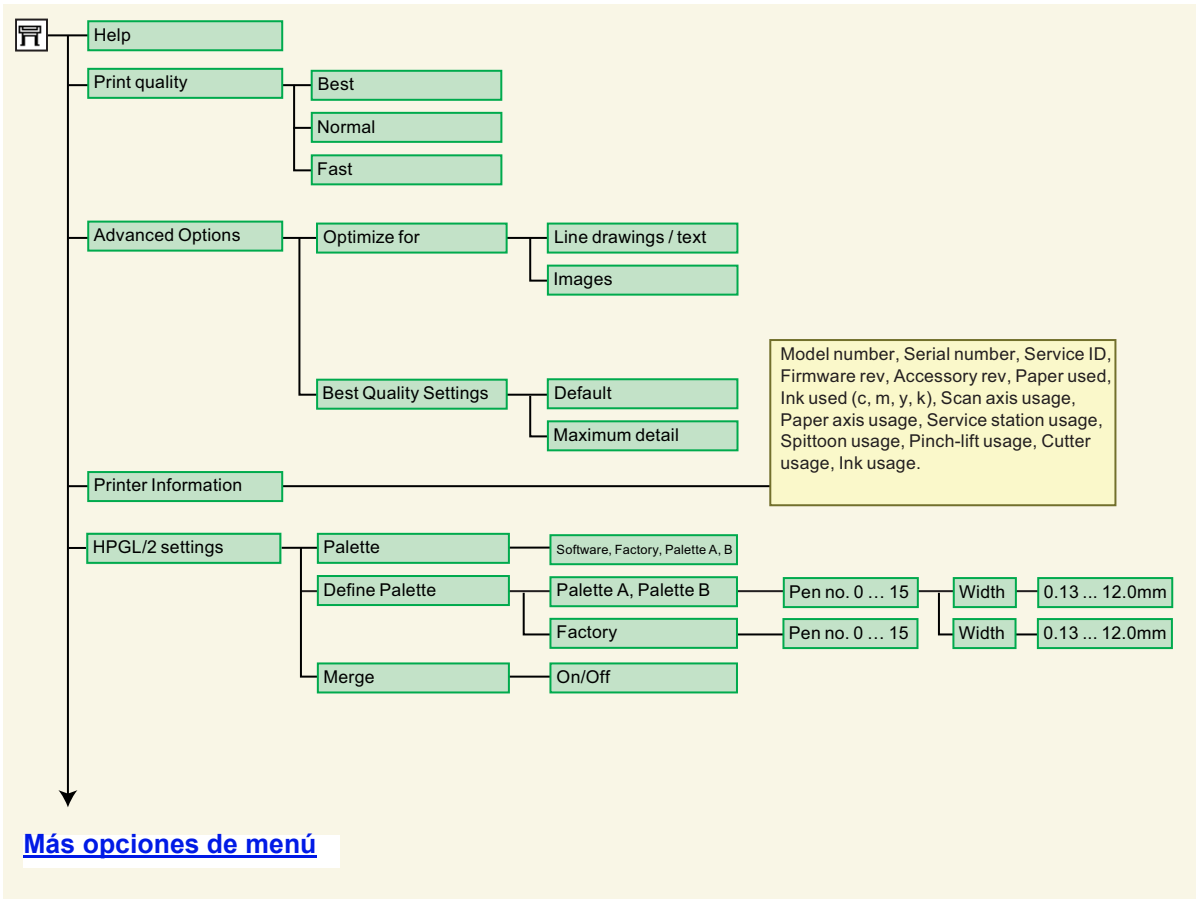 Help
Print quality
Best
Normal
Fast
Advanced Options
Optimize for
Line drawings / text
Images
Best Quality Settings
Default
Maximum detail
Model number, Serial number, Service ID,
Firmware rev, Accessory rev, Paper used,
Ink used (c, m, y, k), Scan axis usage,
Paper axis usage, Service station usage,
Spittoon usage, Pinch-lift usage, Cutter
usage, Ink usage.
Printer Information
HPGL/2 settings
Palette
Software, Factory, Palette A, B
Define Palette
Palette A, Palette B
Pen no. 0 ... 15
Width
0.13 ... 12.0mm
Factory
Pen no. 0 ... 15
Width
0.13 ... 12.0mm
Merge
On/Off
Más opciones de menú